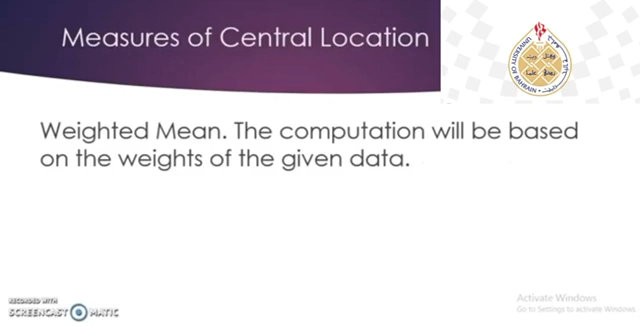 Measures of Central Location
UNIVERSITY OF BAHRAIN
Weighted Mean. The computation will be based
on the weights of the given data.
RECORDED WITH
SCREENCAST MATIC
Activate Windows
Go to Settings to activate Windows